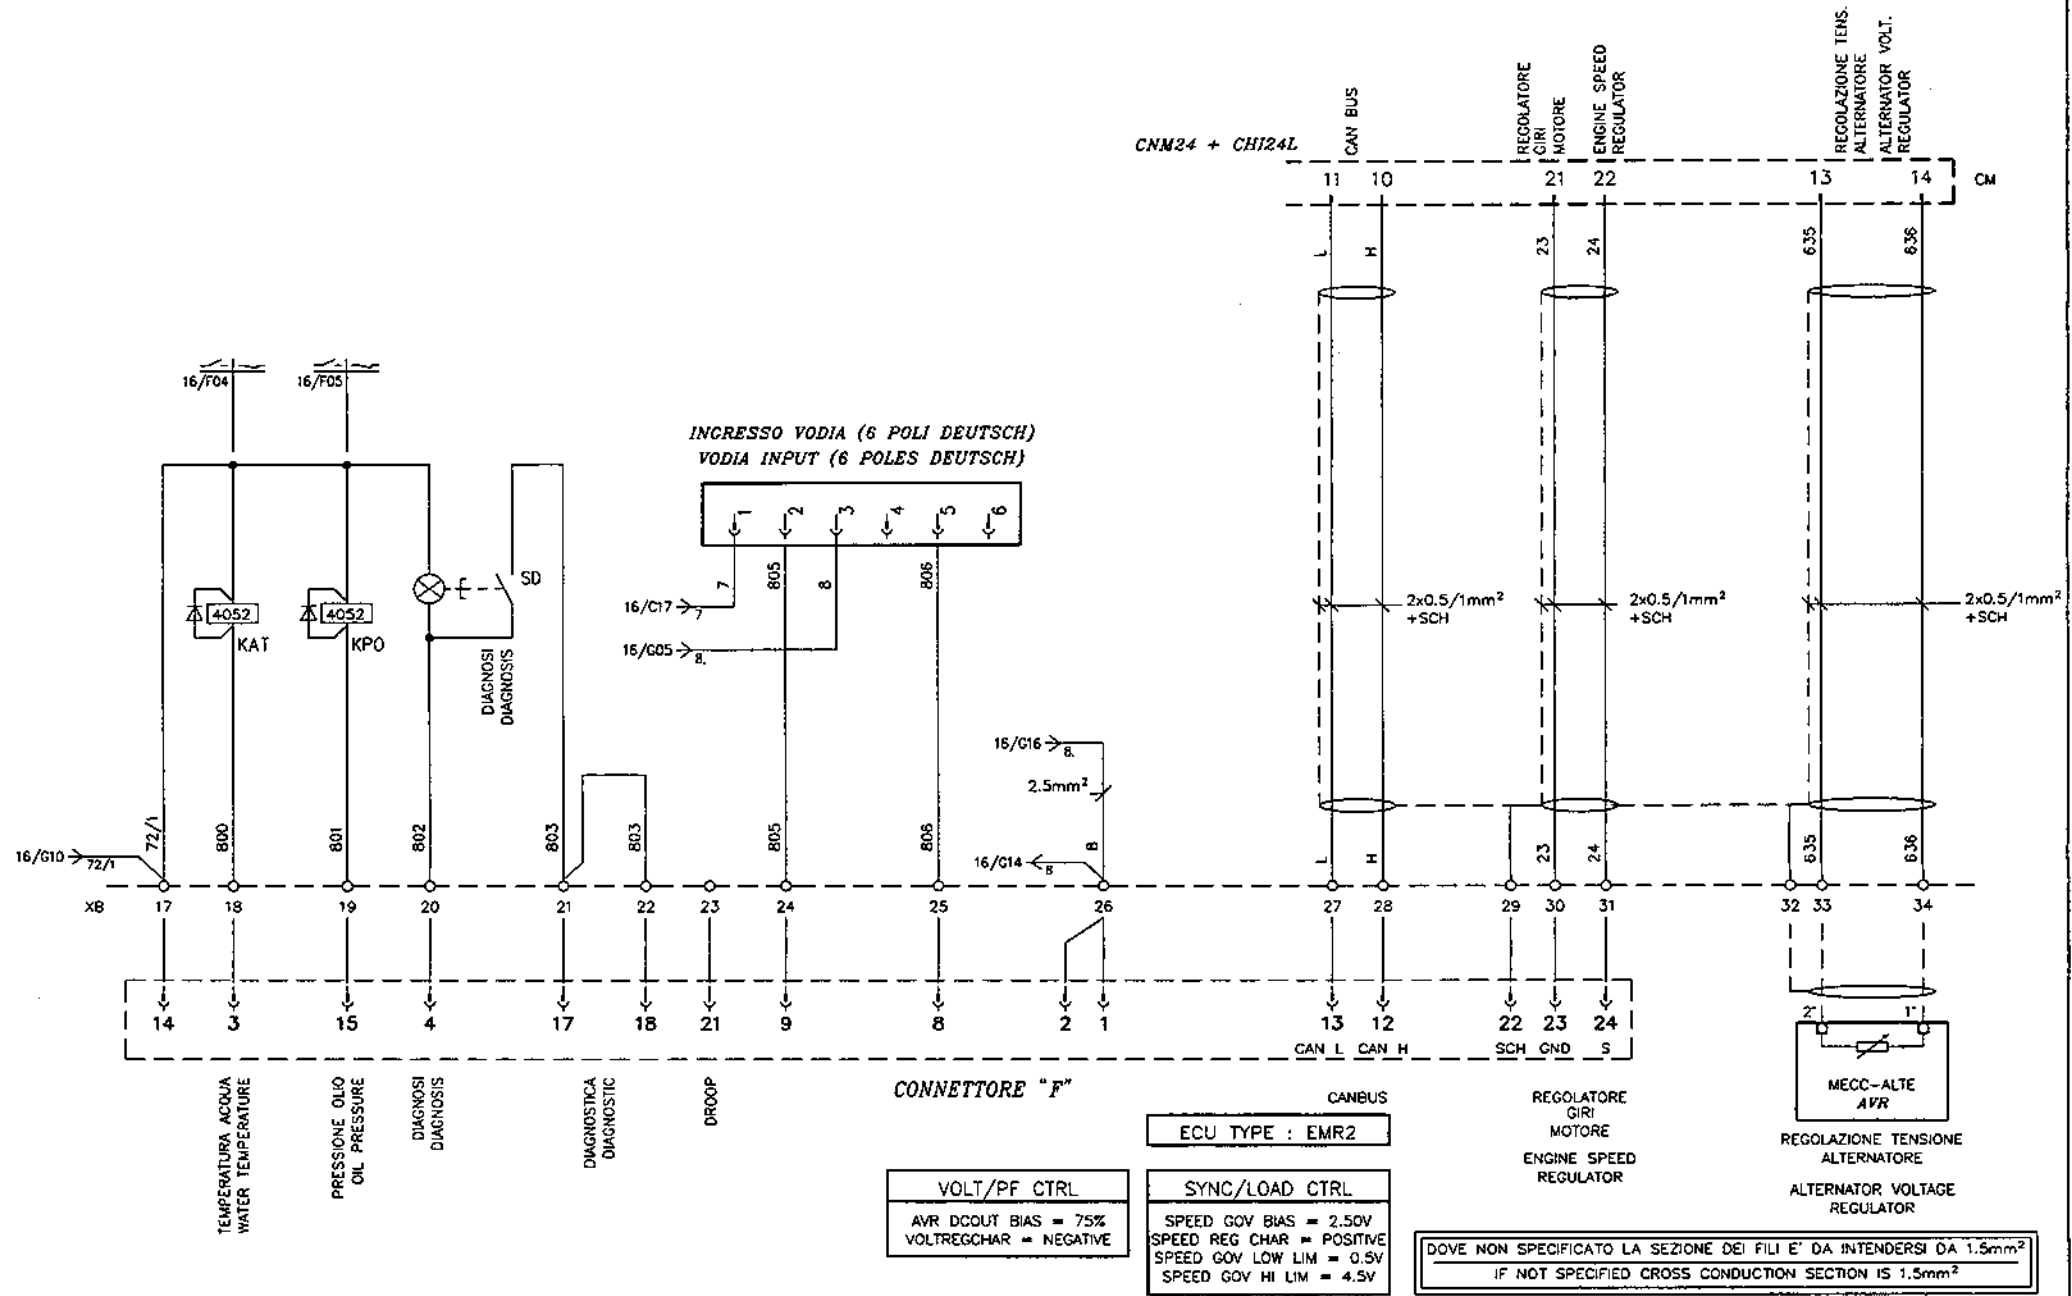 REGOLAZIONE TENS.
ALTERNATORE
ALTERNATOR VOLT.
REGULATOR
ENGINE SPEED
REGULATOR
REGOLATORE
GIRI
MOTORE
CAN BUS
CNM24 + CHI24L
11 10 21 22 13 14 CM
L H 23 24 635 636
16/F04 16/F05
INGRESSO VODIA (6 POLI DEUTSCH)
VODIA INPUT (6 POLES DEUTSCH)
1 2 3 4 5 6
SD
7 805 8 806
16/C17 7
4052 4052
KAT KPO
2x0.5/1mm² 2x0.5/1mm² 2x0.5/1mm²
+SCH +SCH +SCH
16/G05 8.
DIAGNOSI
DIAGNOSIS
16/G16 8.
2.5mm²
72/1 800 801 802 803 803 805 806 8 L H 23 24 635 636
16/G10 72/1
16/G14 8
X8 17 18 19 20 21 22 23 24 25 26 27 28 29 30 31 32 33 34
2- 1-
14 3 15 4 17 18 21 9 8 2 1 13 12 22 23 24
CAN L CAN H SCH GND S
MECC-ALTE
AVR
TEMPERATURA ACQUA
WATER TEMPERATURE
PRESSIONE OLIO
OIL PRESSURE
DIAGNOSI
DIAGNOSIS
DIAGNOSTICA
DIAGNOSTIC
DROOP
CONNETTORE "F"
CANBUS
ECU TYPE : EMR2
REGOLATORE
GIRI
MOTORE
ENGINE SPEED
REGULATOR
REGOLAZIONE TENSIONE
ALTERNATORE
ALTERNATOR VOLTAGE
REGULATOR
VOLT/PF CTRL
AVR DCOUT BIAS = 75%
VOLTREGCHAR = NEGATIVE
SYNC/LOAD CTRL
SPEED GOV BIAS = 2.50V
SPEED REG CHAR = POSITIVE
SPEED GOV LOW LIM = 0.5V
SPEED GOV HI LIM = 4.5V
DOVE NON SPECIFICATO LA SEZIONE DEI FILI E' DA INTENDERSI DA 1.5mm²
IF NOT SPECIFIED CROSS CONDUCTION SECTION IS 1.5mm²